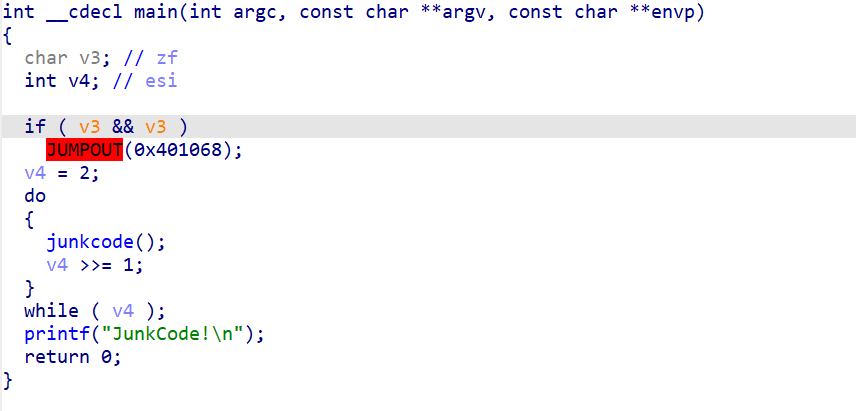 int __cdecl main(int argc, const char **argv, const char **envp)
{
  char v3; // zf
  int v4; // esi

  if ( v3 && v3 )
    JUMPOUT(0x401068);
  v4 = 2;
  do
  {
    junkcode();
    v4 >>= 1;
  }
  while ( v4 );
  printf("JunkCode!\n");
  return 0;
}